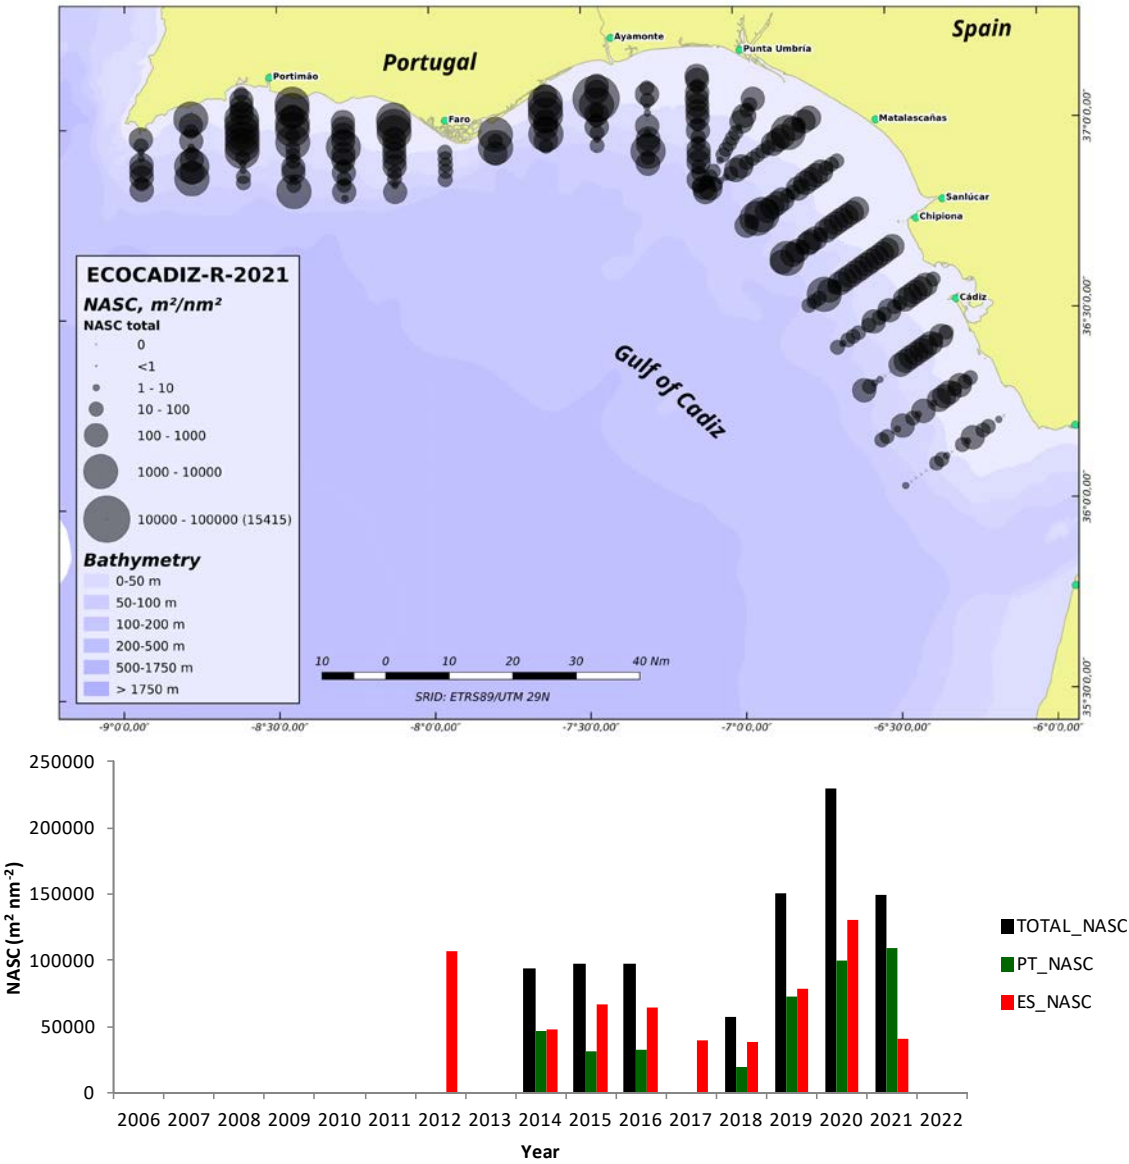 Spain
Portugal
Ayamonte
Punta Umbría
Portimão
Faro
Matalascañas
Sanlúcar
Chipiona
Cádiz
Gulf of Cadiz
37°0'0,00"
36°30'0,00"
36°0'0,00"
35°30'0,00"
ECOCADIZ-R-2021
NASC, m²/nm²
NASC total
0
<1
1 - 10
10 - 100
100 - 1000
1000 - 10000
10000 - 100000 (15415)
Bathymetry
0-50 m
50-100 m
100-200 m
200-500 m
500-1750 m
> 1750 m
10 0 10 20 30 40 Nm
SRID: ETRS89/UTM 29N
-9°0'0,00" -8°30'0,00" -8°0'0,00" -7°30'0,00" -7°0'0,00" -6°30'0,00" -6°0'0,00"
250000
200000
150000
100000
50000
0
NASC (m² nm⁻²)
2006 2007 2008 2009 2010 2011 2012 2013 2014 2015 2016 2017 2018 2019 2020 2021 2022
Year
TOTAL_NASC
PT_NASC
ES_NASC